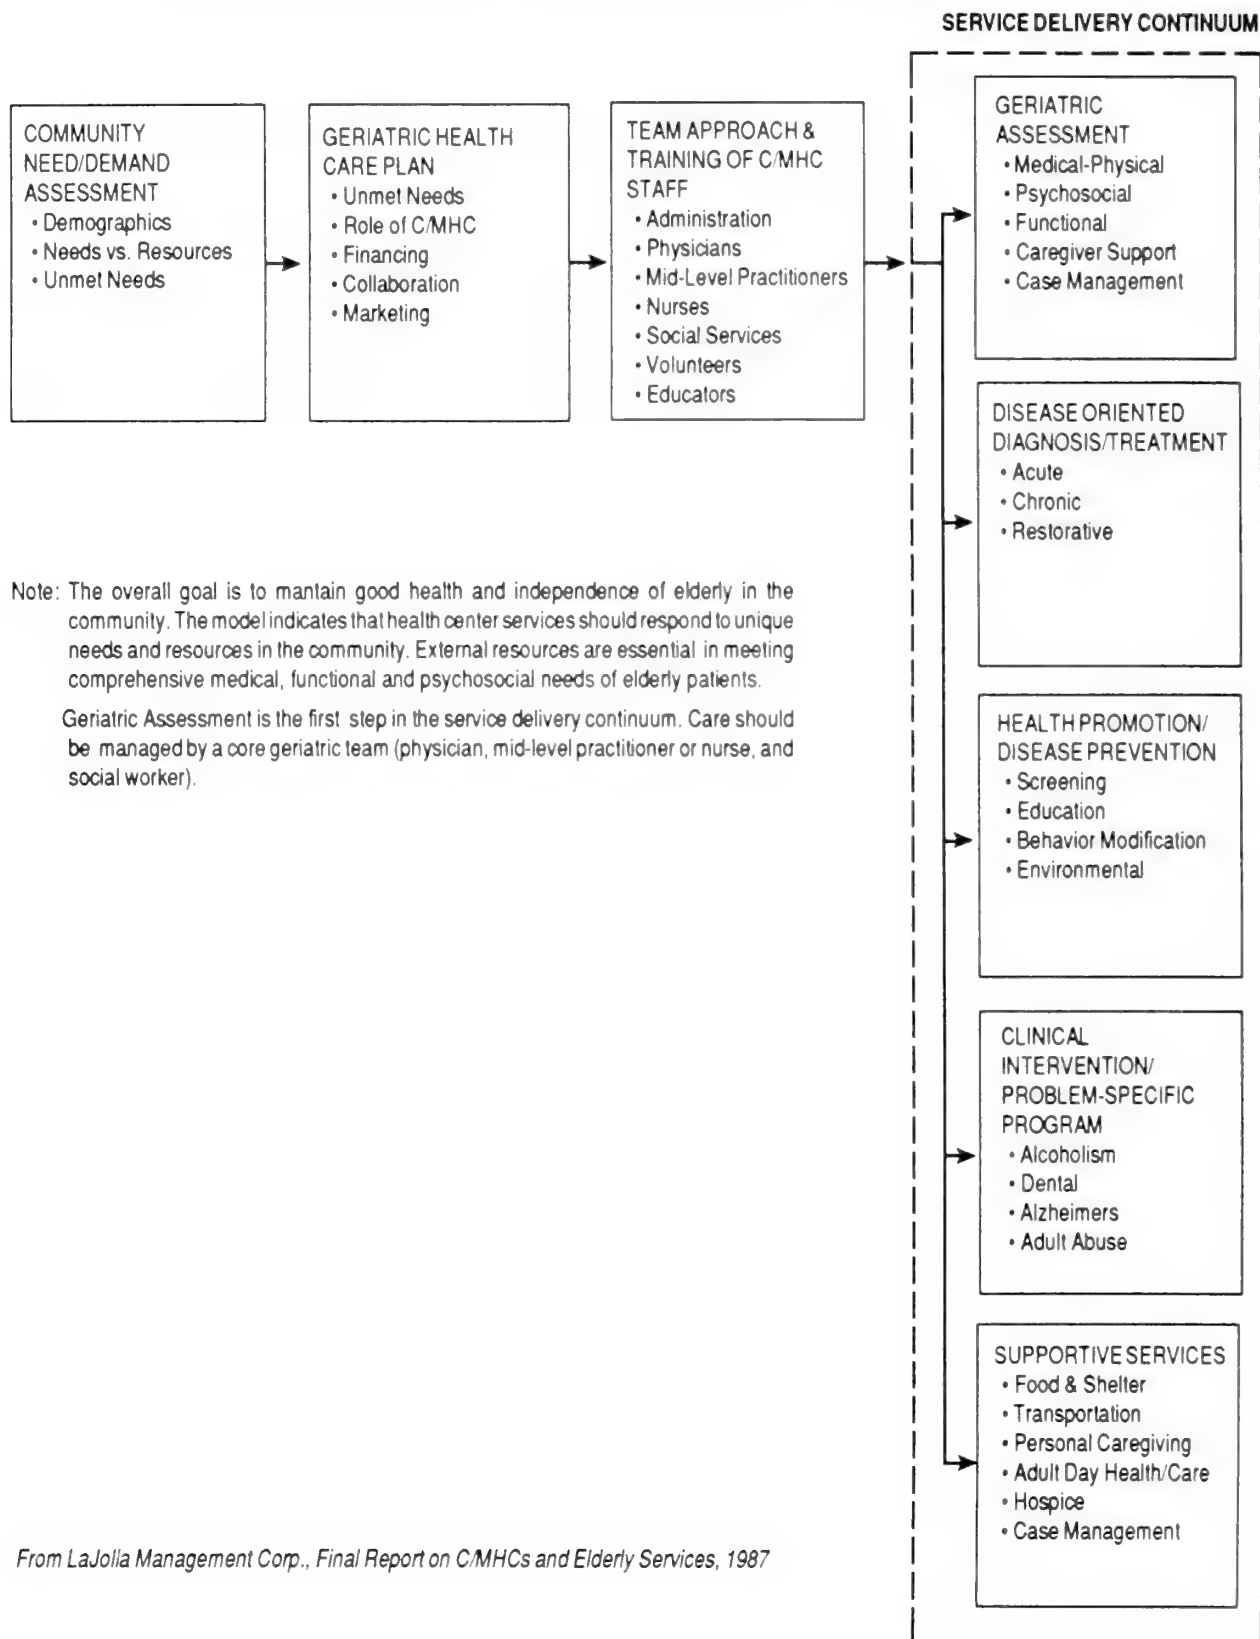 SERVICE DELIVERY CONTINUUM
COMMUNITY
NEED/DEMAND
ASSESSMENT
• Demographics
• Needs vs. Resources
• Unmet Needs
GERIATRIC HEALTH
CARE PLAN
• Unmet Needs
• Role of C/MHC
• Financing
• Collaboration
• Marketing
TEAM APPROACH &
TRAINING OF C/MHC
STAFF
• Administration
• Physicians
• Mid-Level Practitioners
• Nurses
• Social Services
• Volunteers
• Educators
GERIATRIC
ASSESSMENT
• Medical-Physical
• Psychosocial
• Functional
• Caregiver Support
• Case Management
DISEASE ORIENTED
DIAGNOSIS/TREATMENT
• Acute
• Chronic
• Restorative
HEALTH PROMOTION/
DISEASE PREVENTION
• Screening
• Education
• Behavior Modification
• Environmental
CLINICAL
INTERVENTION/
PROBLEM-SPECIFIC
PROGRAM
• Alcoholism
• Dental
• Alzheimers
• Adult Abuse
SUPPORTIVE SERVICES
• Food & Shelter
• Transportation
• Personal Caregiving
• Adult Day Health/Care
• Hospice
• Case Management
Note: The overall goal is to mantain good health and independence of elderly in the
community. The model indicates that health center services should respond to unique
needs and resources in the community. External resources are essential in meeting
comprehensive medical, functional and psychosocial needs of elderly patients.
Geriatric Assessment is the first step in the service delivery continuum. Care should
be managed by a core geriatric team (physician, mid-level practitioner or nurse, and
social worker).
From LaJolla Management Corp., Final Report on C/MHCs and Elderly Services, 1987